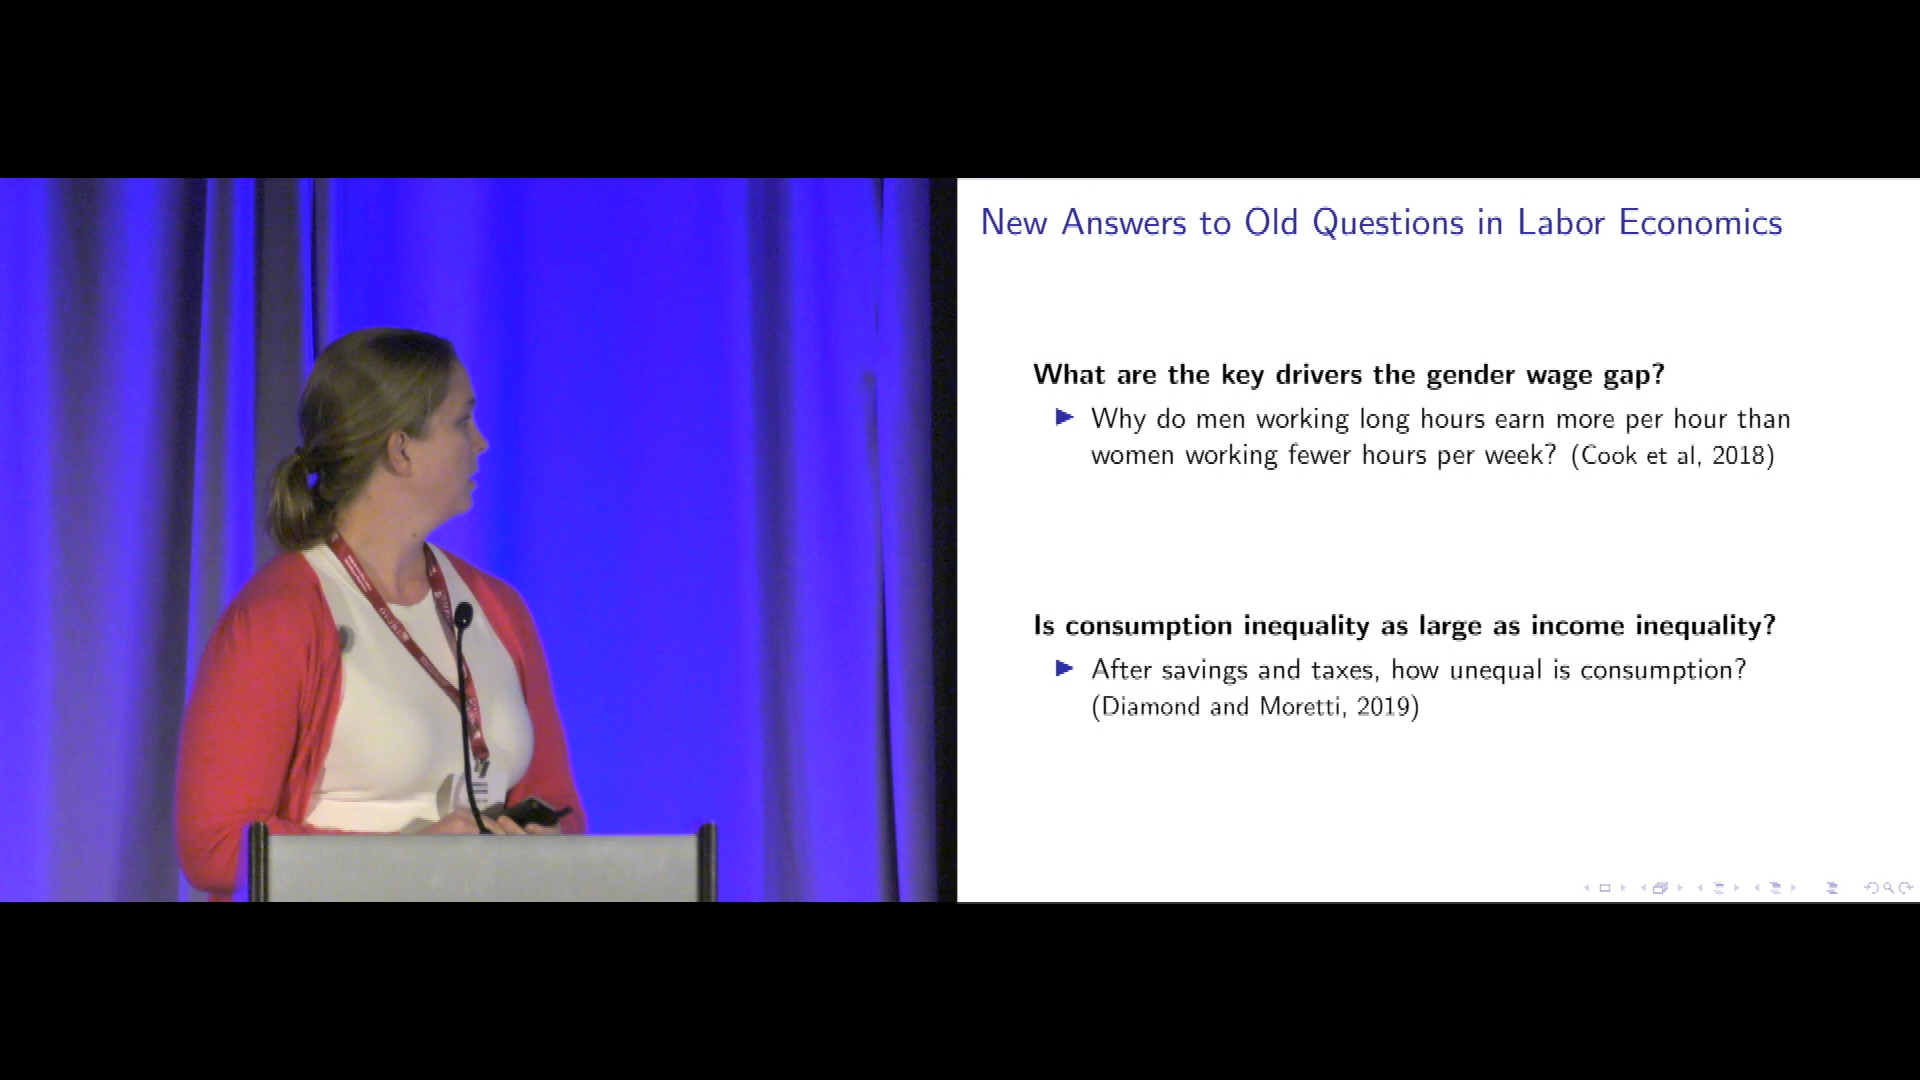 New Answers to Old Questions in Labor Economics
What are the key drivers the gender wage gap?
▶ Why do men working long hours earn more per hour than
women working fewer hours per week? (Cook et al, 2018)
Is consumption inequality as large as income inequality?
▶ After savings and taxes, how unequal is consumption?
(Diamond and Moretti, 2019)